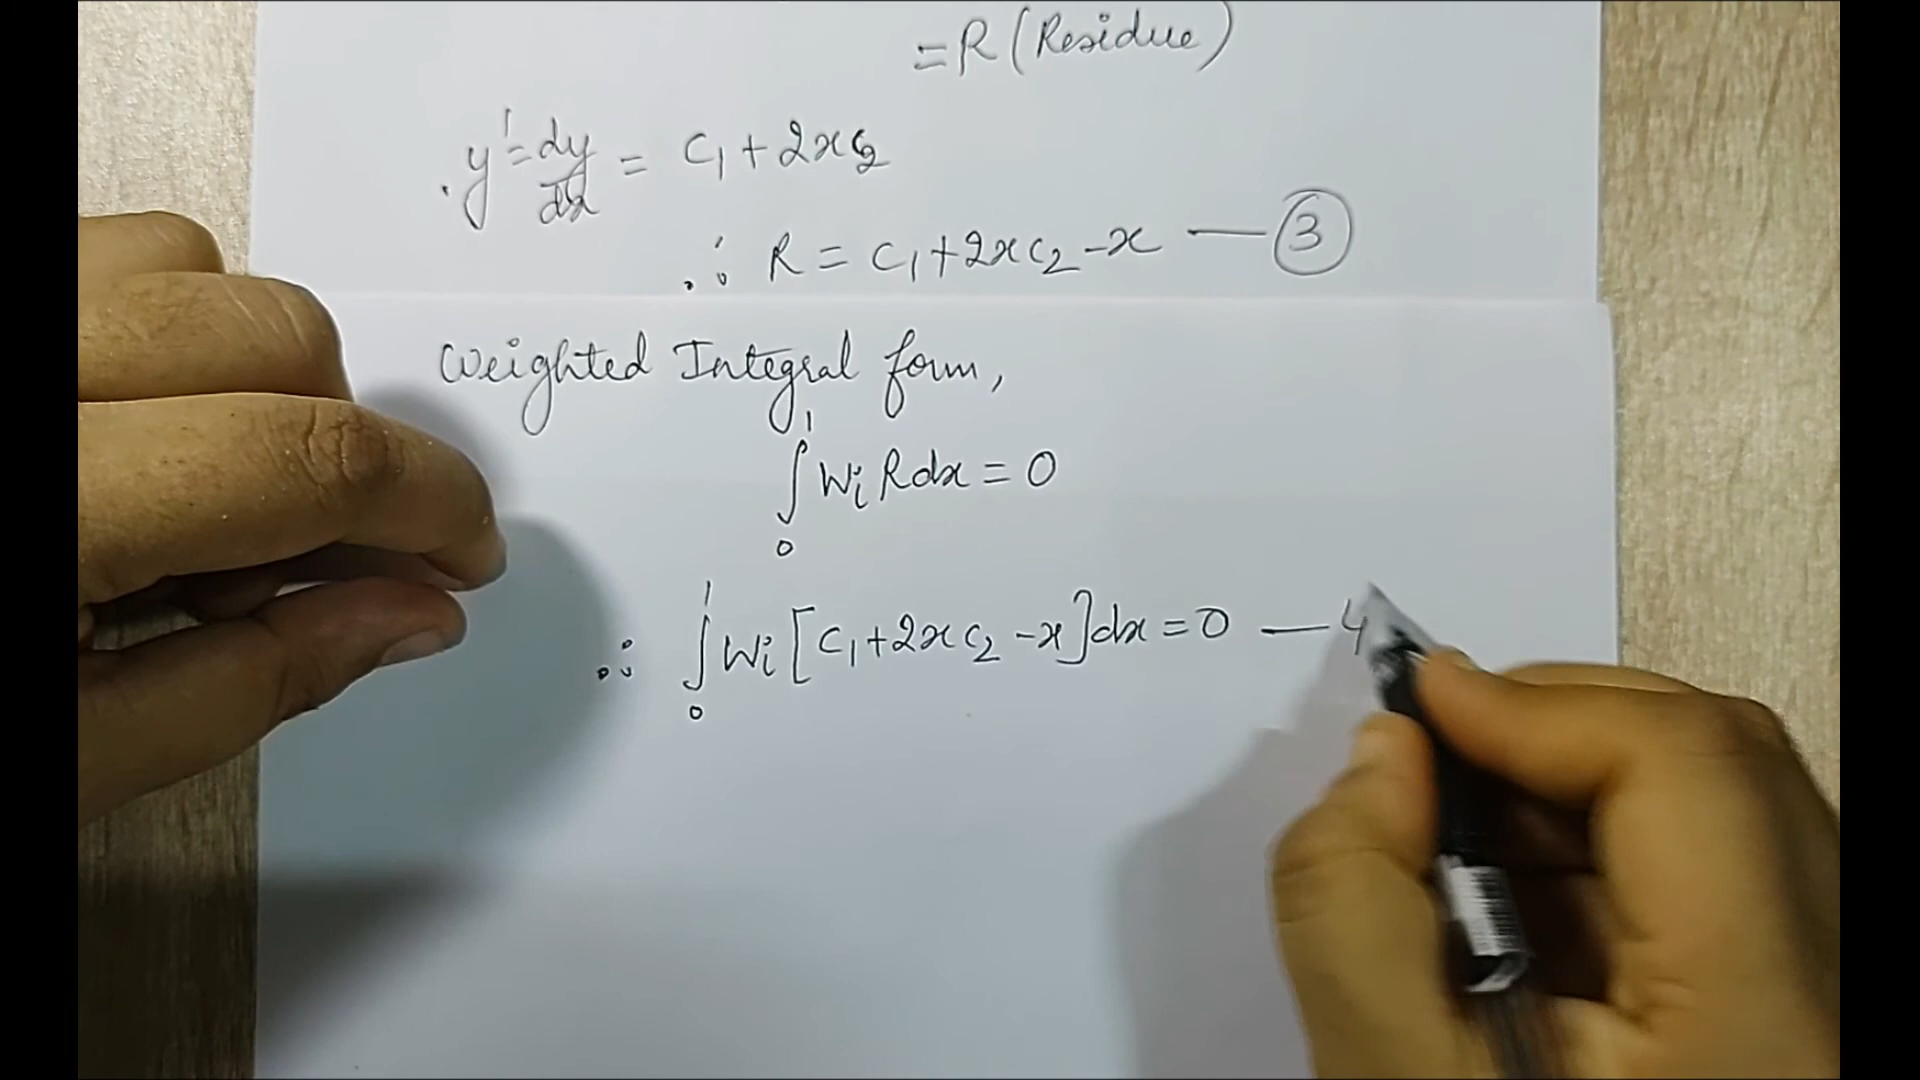 = R (Residue)
. y' = dy/dx = C₁ + 2xC₂
∴ R = C₁ + 2xC₂ - x — ③
Weighted Integral form,
∫₀¹ Wᵢ R dx = 0
∴ ∫₀¹ Wᵢ [C₁ + 2xC₂ - x] dx = 0 — 4